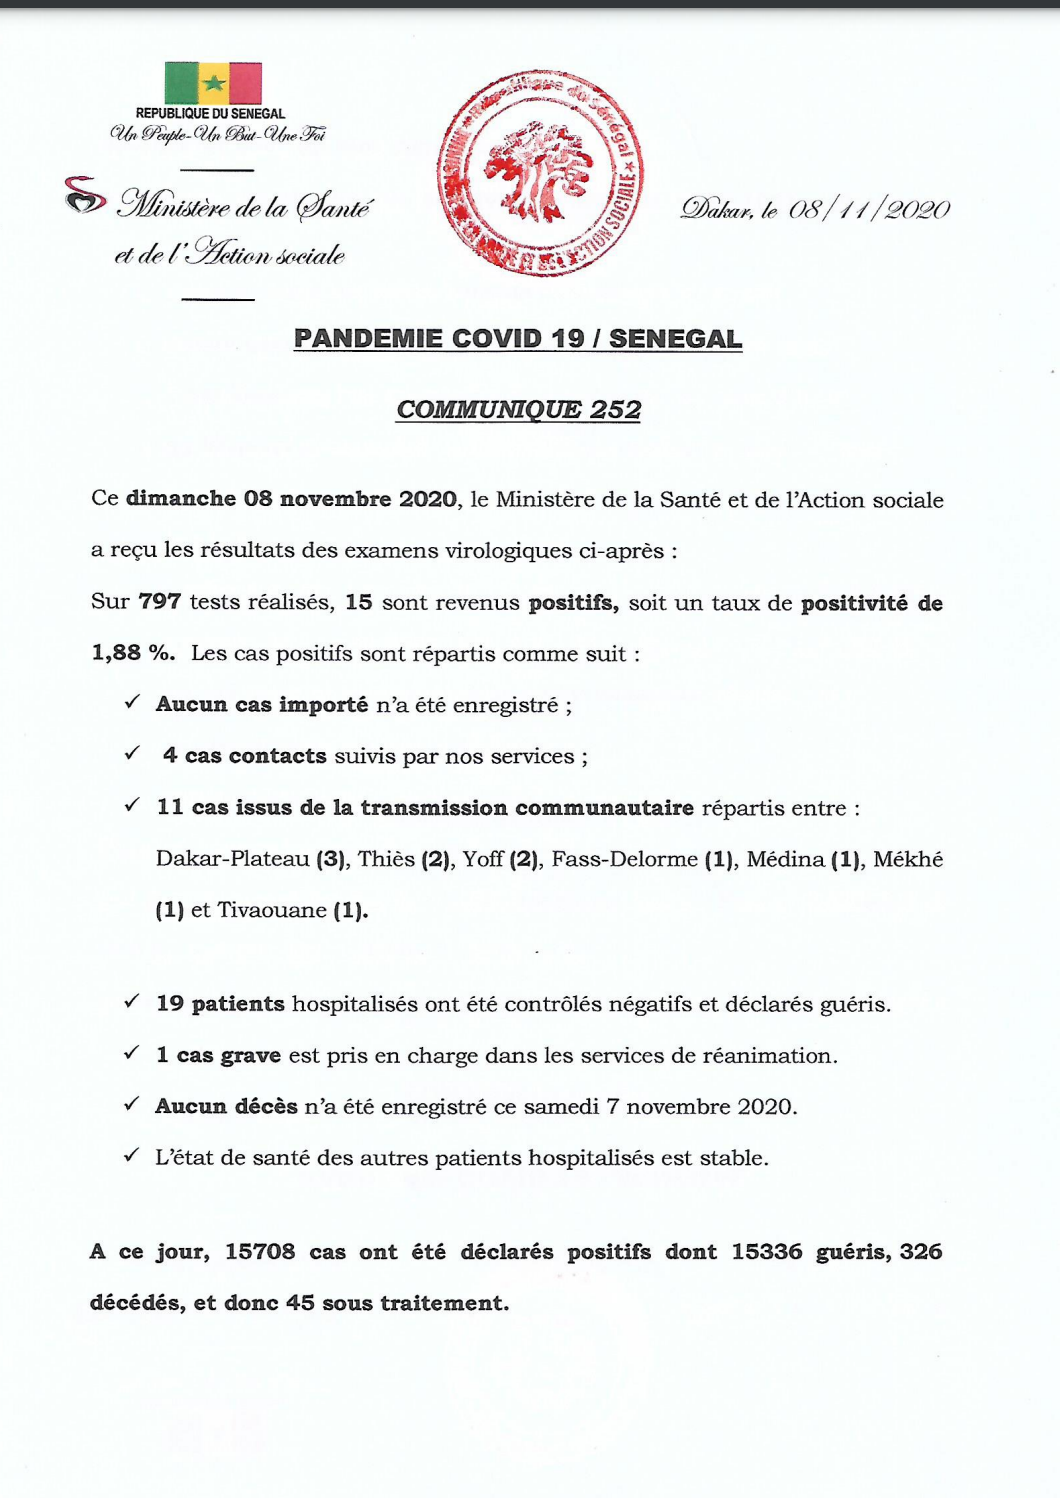 REPUBLIQUE DU SENEGAL
Un Peuple-Un But-Une Foi
Ministère de la Santé
et de l'Action sociale
République du Sénégal
ACTION SOCIALE
Dakar, le 08/11/2020
PANDEMIE COVID 19 / SENEGAL
COMMUNIQUE 252
Ce dimanche 08 novembre 2020, le Ministère de la Santé et de l'Action sociale
a reçu les résultats des examens virologiques ci-après :
Sur 797 tests réalisés, 15 sont revenus positifs, soit un taux de positivité de
1,88 %. Les cas positifs sont répartis comme suit :
✓ Aucun cas importé n'a été enregistré ;
✓ 4 cas contacts suivis par nos services ;
✓ 11 cas issus de la transmission communautaire répartis entre :
Dakar-Plateau (3), Thiès (2), Yoff (2), Fass-Delorme (1), Médina (1), Mékhé
(1) et Tivaouane (1).
✓ 19 patients hospitalisés ont été contrôlés négatifs et déclarés guéris.
✓ 1 cas grave est pris en charge dans les services de réanimation.
✓ Aucun décès n'a été enregistré ce samedi 7 novembre 2020.
✓ L'état de santé des autres patients hospitalisés est stable.
A ce jour, 15708 cas ont été déclarés positifs dont 15336 guéris, 326
décédés, et donc 45 sous traitement.